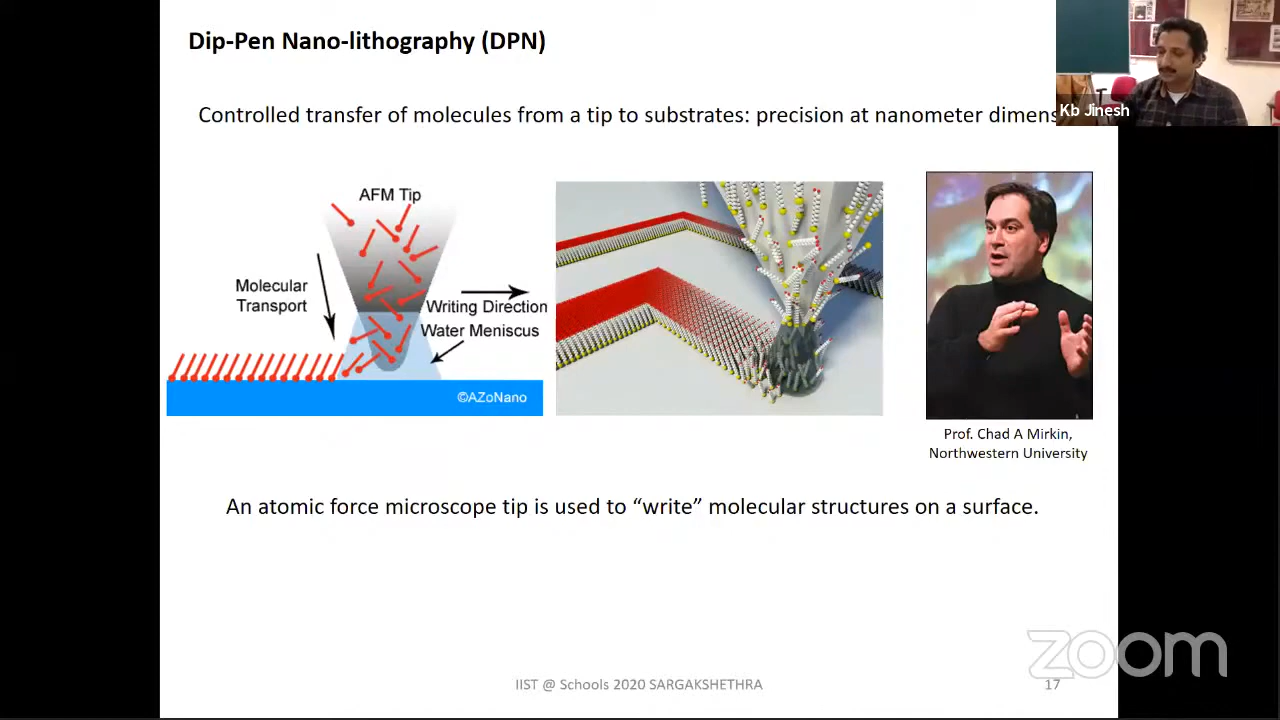 Dip-Pen Nano-lithography (DPN)
Kb Jinesh
Controlled transfer of molecules from a tip to substrates: precision at nanometer dimens
AFM Tip
Molecular
Transport
Writing Direction
Water Meniscus
©AZoNano
Prof. Chad A Mirkin,
Northwestern University
An atomic force microscope tip is used to “write” molecular structures on a surface.
zoom
IIST @ Schools 2020 SARGAKSHETHRA
17